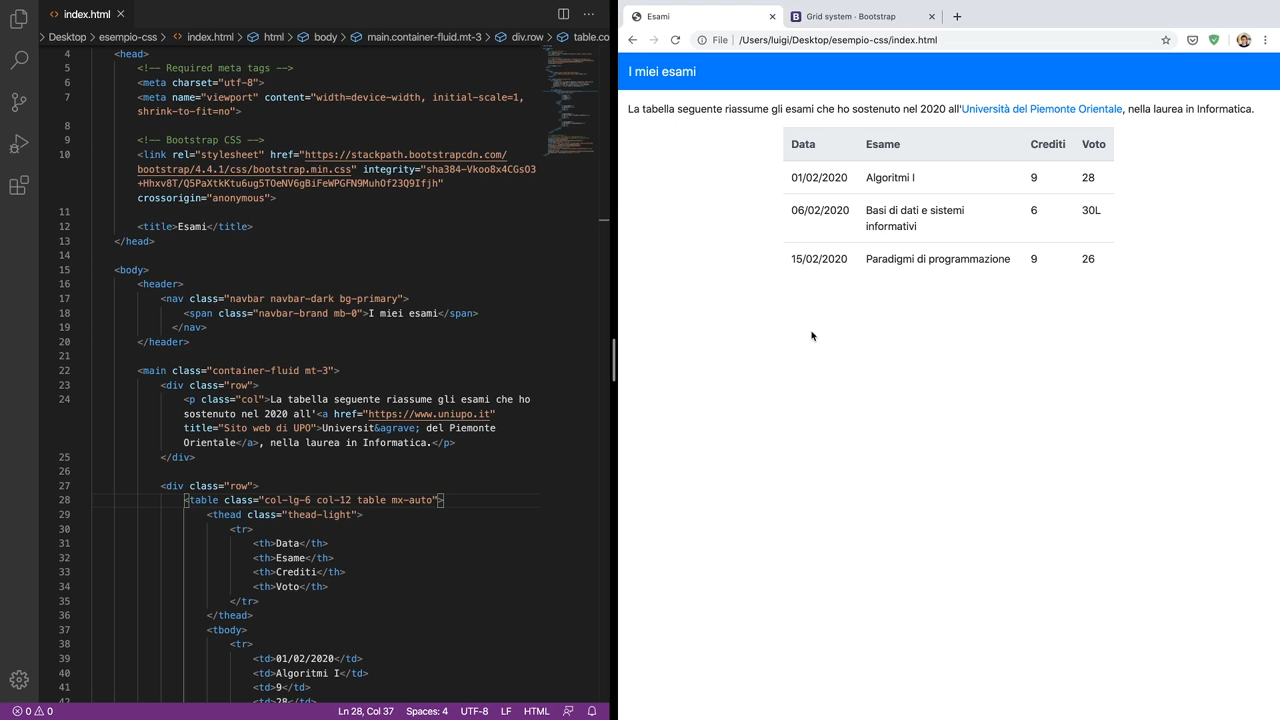 index.html
Desktop > esempio-css > index.html > html > body > main.container-fluid.mt-3 > div.row > table.co
4 <head>
5 <!-- Required meta tags -->
6 <meta charset="utf-8">
7 <meta name="viewport" content="width=device-width, initial-scale=1,
shrink-to-fit=no">
8
9 <!-- Bootstrap CSS -->
10 <link rel="stylesheet" href="https://stackpath.bootstrapcdn.com/
bootstrap/4.4.1/css/bootstrap.min.css" integrity="sha384-Vkoo8x4CGsO3
+Hhxv8T/Q5PaXtkKtu6ug5TOeNV6gBiFeWPGFN9MuhOf23Q9Ifjh"
crossorigin="anonymous">
11
12 <title>Esami</title>
13 </head>
14
15 <body>
16 <header>
17 <nav class="navbar navbar-dark bg-primary">
18 <span class="navbar-brand mb-0">I miei esami</span>
19 </nav>
20 </header>
21
22 <main class="container-fluid mt-3">
23 <div class="row">
24 <p class="col">La tabella seguente riassume gli esami che ho
sostenuto nel 2020 all'<a href="https://www.uniupo.it"
title="Sito web di UPO">Universit&agrave; del Piemonte
Orientale</a>, nella laurea in Informatica.</p>
25 </div>
26
27 <div class="row">
28 <table class="col-lg-6 col-12 table mx-auto">
29 <thead class="thead-light">
30 <tr>
31 <th>Data</th>
32 <th>Esame</th>
33 <th>Crediti</th>
34 <th>Voto</th>
35 </tr>
36 </thead>
37 <tbody>
38 <tr>
39 <td>01/02/2020</td>
40 <td>Algoritmi I</td>
41 <td>9</td>
42 <td>28</td>
0 0 Ln 28, Col 37 Spaces: 4 UTF-8 LF HTML
Esami Grid system · Bootstrap
File /Users/luigi/Desktop/esempio-css/index.html
I miei esami
La tabella seguente riassume gli esami che ho sostenuto nel 2020 all'Università del Piemonte Orientale, nella laurea in Informatica.
Data Esame Crediti Voto
01/02/2020 Algoritmi I 9 28
06/02/2020 Basi di dati e sistemi 6 30L
informativi
15/02/2020 Paradigmi di programmazione 9 26